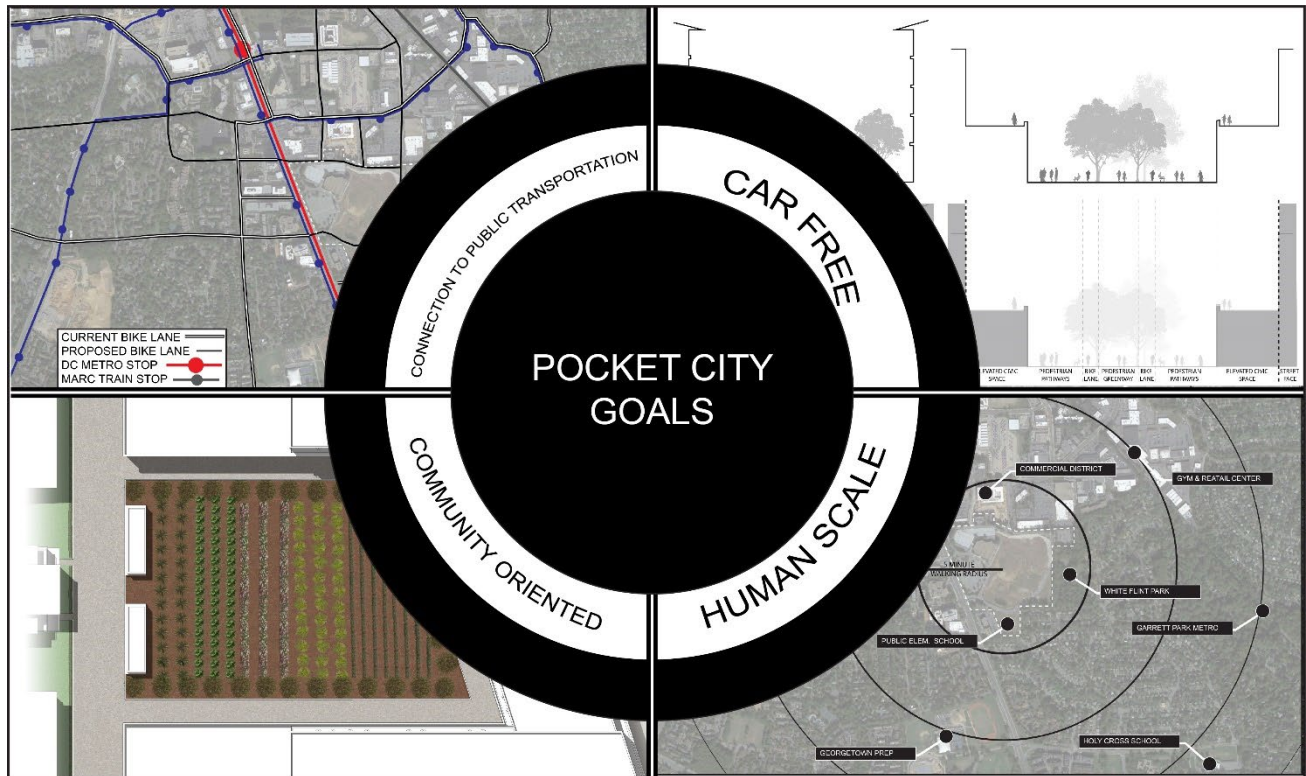 CONNECTION TO PUBLIC TRANSPORTATION
CURRENT BIKE LANE
PROPOSED BIKE LANE
DC METRO STOP
MARC TRAIN STOP
CAR FREE
PEDESTRIAN
PATHWAYS
BIKE
LANE
PEDESTRIAN
GREENWAY
BIKE
LANE
PEDESTRIAN
PATHWAYS
ELEVATED CIVIC
SPACE
STREET
POCKET CITY
GOALS
COMMUNITY ORIENTED
HUMAN SCALE
COMMERCIAL DISTRICT
GYM & REATAIL CENTER
5 MINUTE
WALKING RADIUS
WHITE FLINT PARK
PUBLIC ELEM. SCHOOL
GARRETT PARK METRO
GEORGETOWN PREP
HOLY CROSS SCHOOL